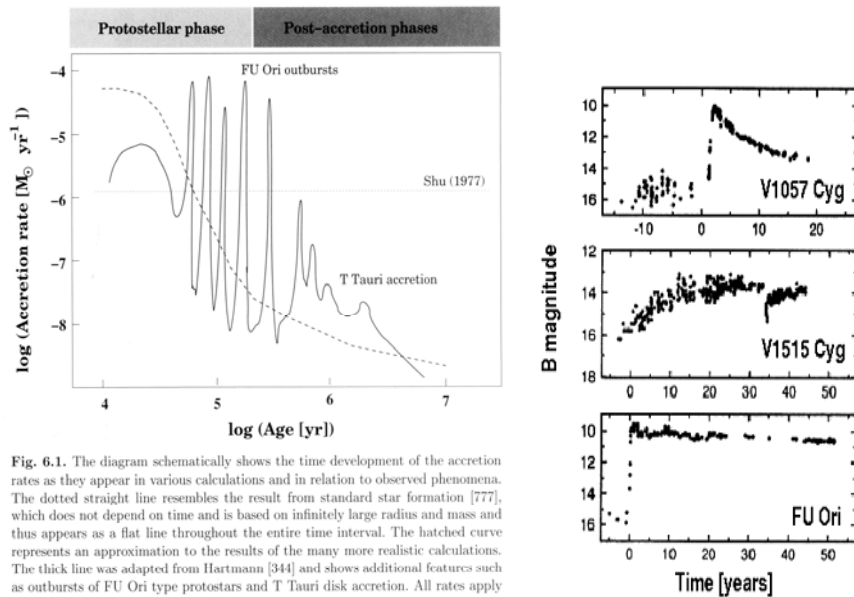 Protostellar phase Post-accretion phases
FU Ori outbursts
Shu (1977)
T Tauri accretion
log (Accretion rate [M⊙ yr⁻¹])
-4
-5
-6
-7
-8
4 5 6 7
log (Age [yr])
Fig. 6.1. The diagram schematically shows the time development of the accretion
rates as they appear in various calculations and in relation to observed phenomena.
The dotted straight line resembles the result from standard star formation [777],
which does not depend on time and is based on infinitely large radius and mass and
thus appears as a flat line throughout the entire time interval. The hatched curve
represents an approximation to the results of the many more realistic calculations.
The thick line was adapted from Hartmann [344] and shows additional features such
as outbursts of FU Ori type protostars and T Tauri disk accretion. All rates apply
B magnitude
10
12
14
16
V1057 Cyg
-10 0 10 20
12
14
16
18
V1515 Cyg
0 10 20 30 40 50
10
12
14
16
FU Ori
0 10 20 30 40 50
Time [years]